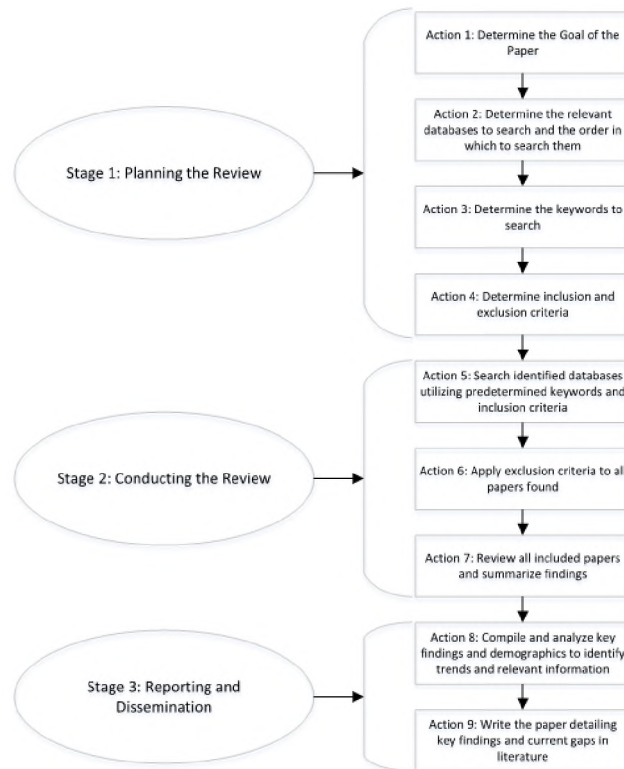 Action 1: Determine the Goal of the
Paper
Action 2: Determine the relevant
databases to search and the order in
which to search them
Stage 1: Planning the Review
Action 3: Determine the keywords to
search
Action 4: Determine inclusion and
exclusion criteria
Action 5: Search identified databases
utilizing predetermined keywords and
inclusion criteria
Stage 2: Conducting the Review
Action 6: Apply exclusion criteria to all
papers found
Action 7: Review all included papers
and summarize findings
Action 8: Compile and analyze key
findings and demographics to identify
trends and relevant information
Stage 3: Reporting and
Dissemination
Action 9: Write the paper detailing
key findings and current gaps in
literature